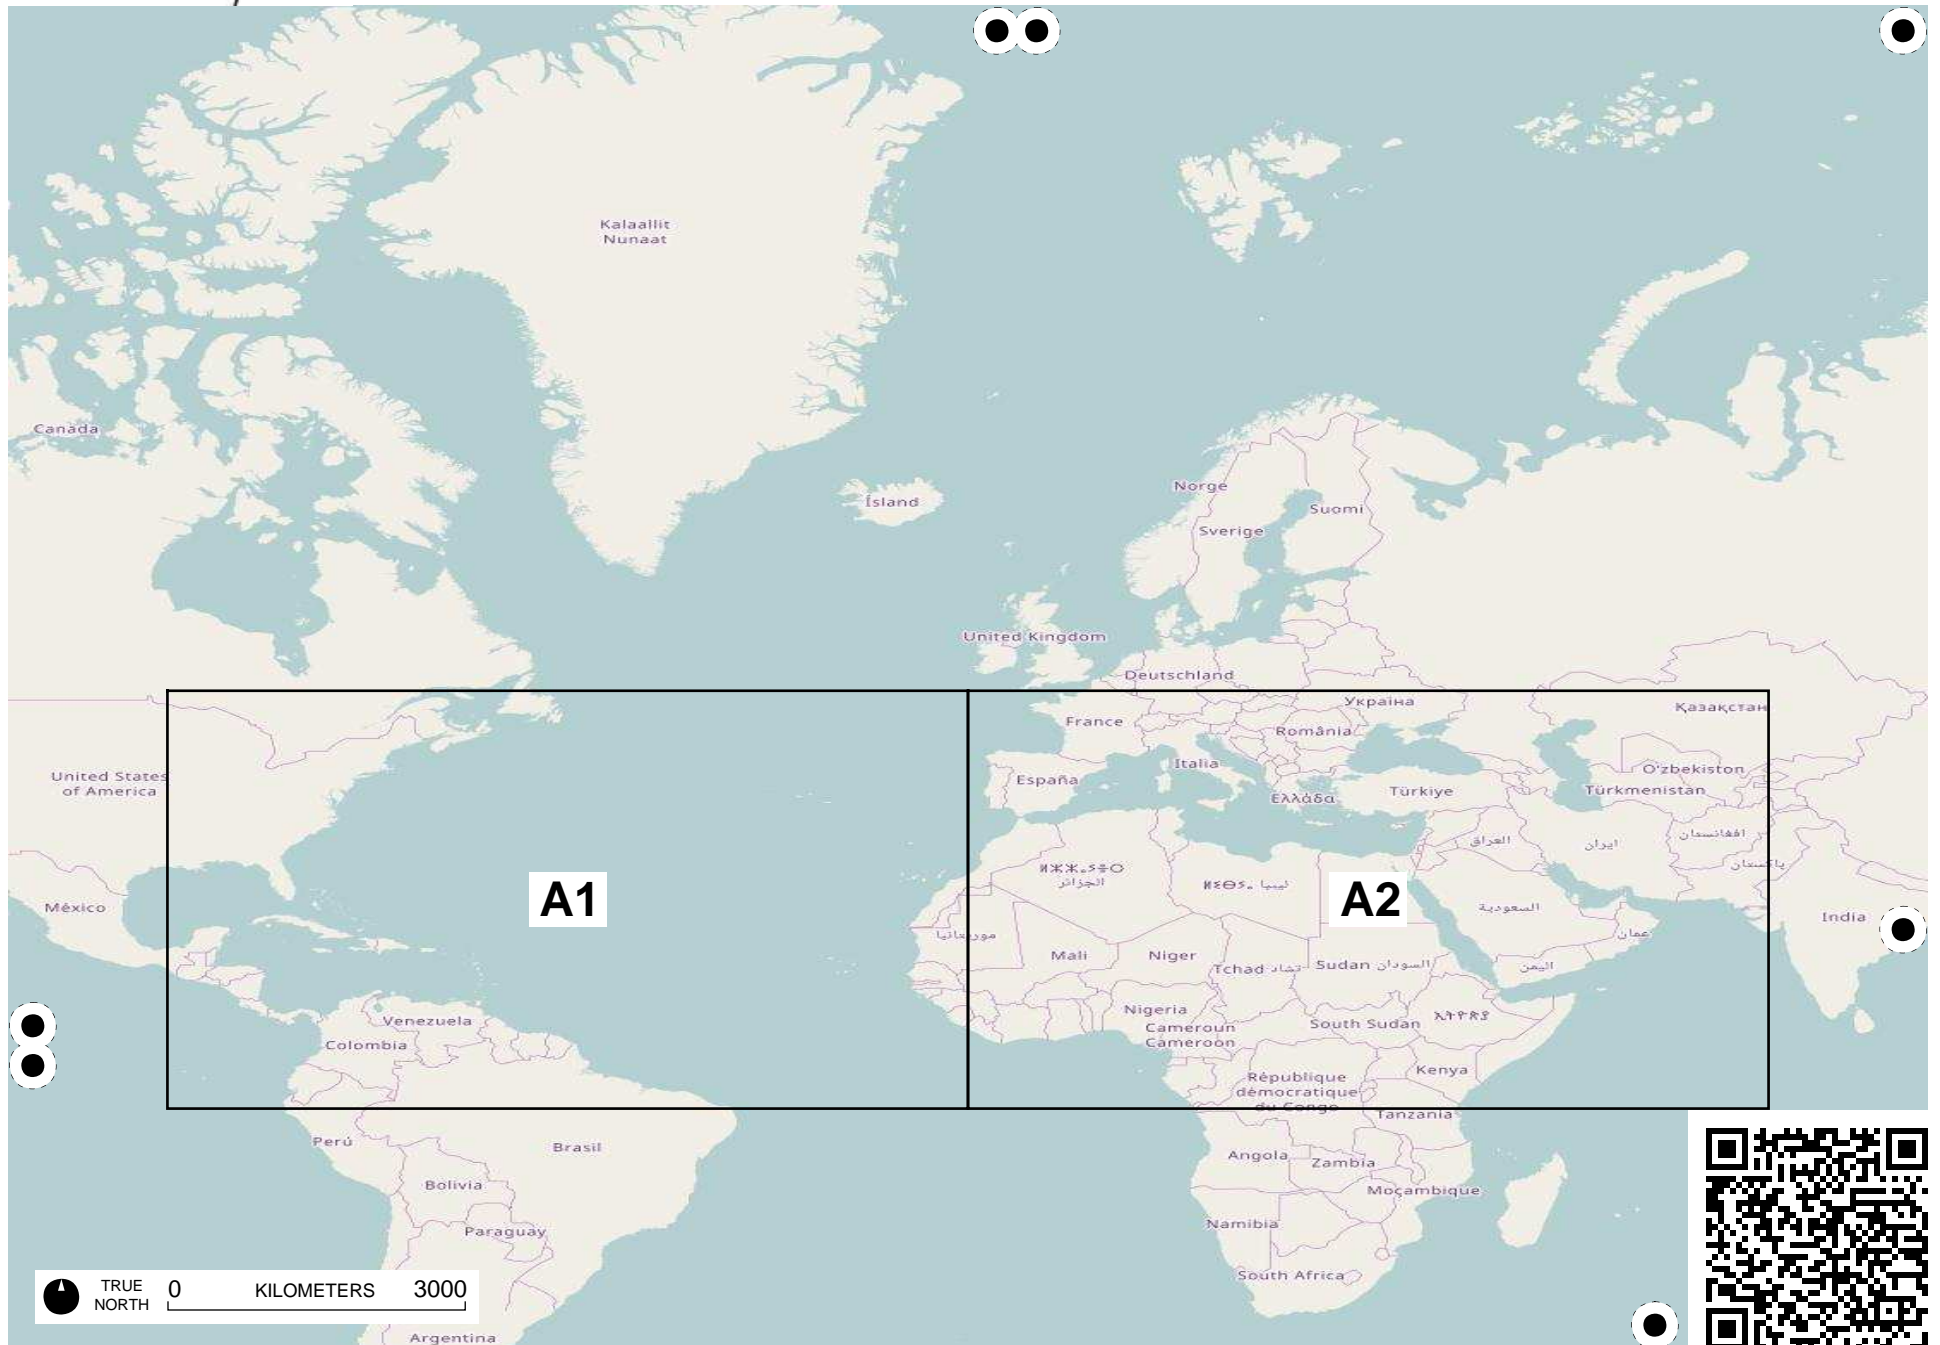 Kalaallit
Nunaat
Canada
Ísland
Norge
Suomi
Sverige
United Kingdom
Deutschland
Україна
Қазақстан
France
România
Italia
O'zbekiston
United States
of America
España
Türkiye
Türkmenistan
Ελλάδα
افغانستان
العراق
ایران
پاکستان
ⵍⵣⵣⴰⵢⴻⵔ
الجزائر
ⵍⵉⴱⵢⴰ ليبيا
A1
A2
México
السعودية
India
موريتانيا
عمان
Mali
Niger
Tchad تشاد
Sudan السودان
اليمن
Nigeria
ኢትዮጵያ
Venezuela
South Sudan
Cameroun
Cameroon
Colombia
Kenya
République
démocratique
du Congo
Tanzania
Perú
Brasil
Angola
Zambia
Bolivia
Moçambique
Namibia
Paraguay
South Africa
TRUE
NORTH
0 KILOMETERS 3000
Argentina